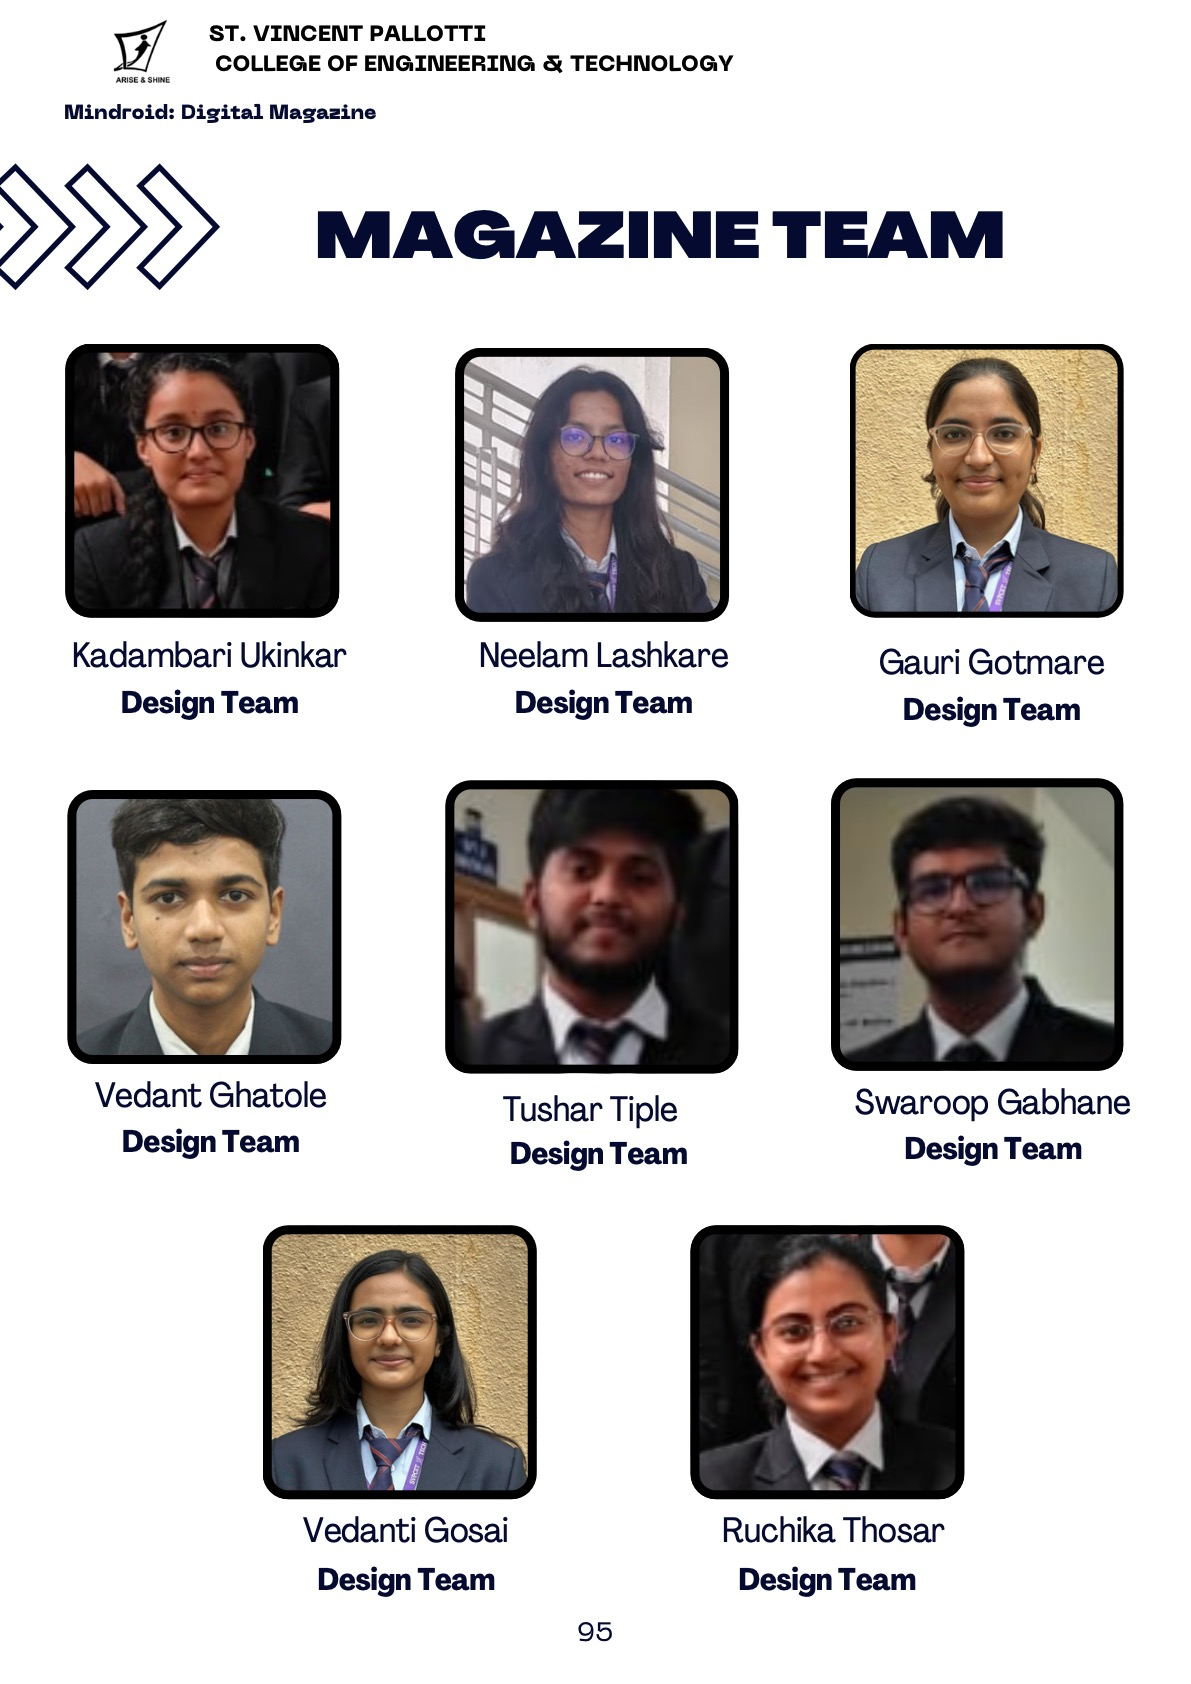 ST. VINCENT PALLOTTI
COLLEGE OF ENGINEERING & TECHNOLOGY
ARISE & SHINE
Mindroid: Digital Magazine
MAGAZINE TEAM
Kadambari Ukinkar
Design Team
Neelam Lashkare
Design Team
Gauri Gotmare
Design Team
Vedant Ghatole
Design Team
Tushar Tiple
Design Team
Swaroop Gabhane
Design Team
Vedanti Gosai
Design Team
Ruchika Thosar
Design Team
95